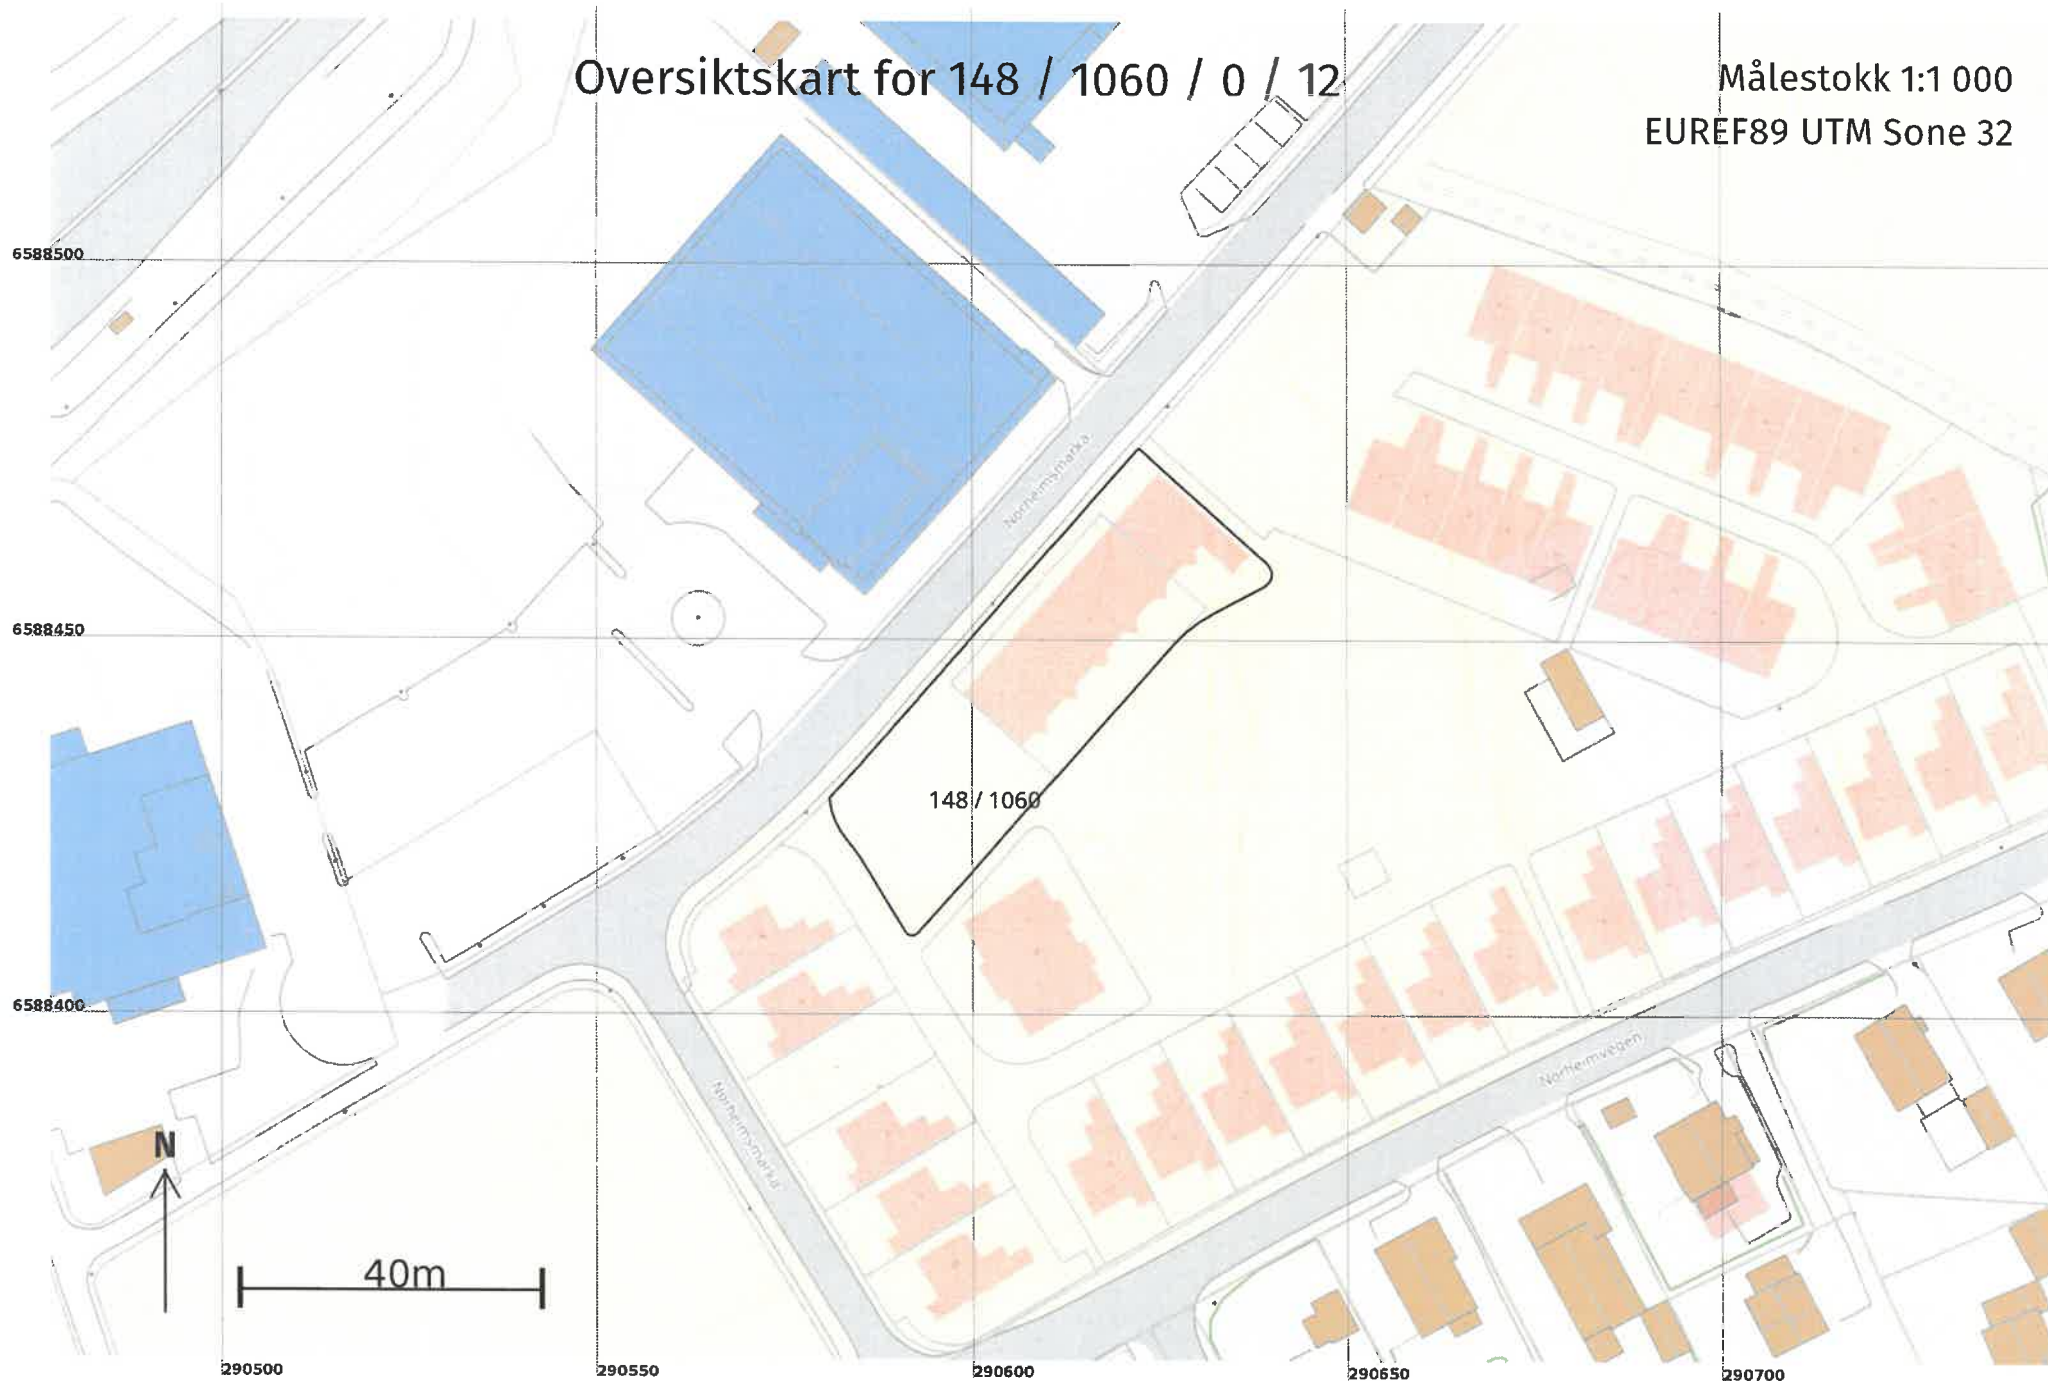 Oversiktskart for 148 / 1060 / 0 / 12
Målestokk 1:1 000
EUREF89 UTM Sone 32
6588500
Norheimsmarka
6588450
148 / 1060
6588400
Norheimvegen
Norheimsmarka
N
40m
290500
290550
290600
290650
290700